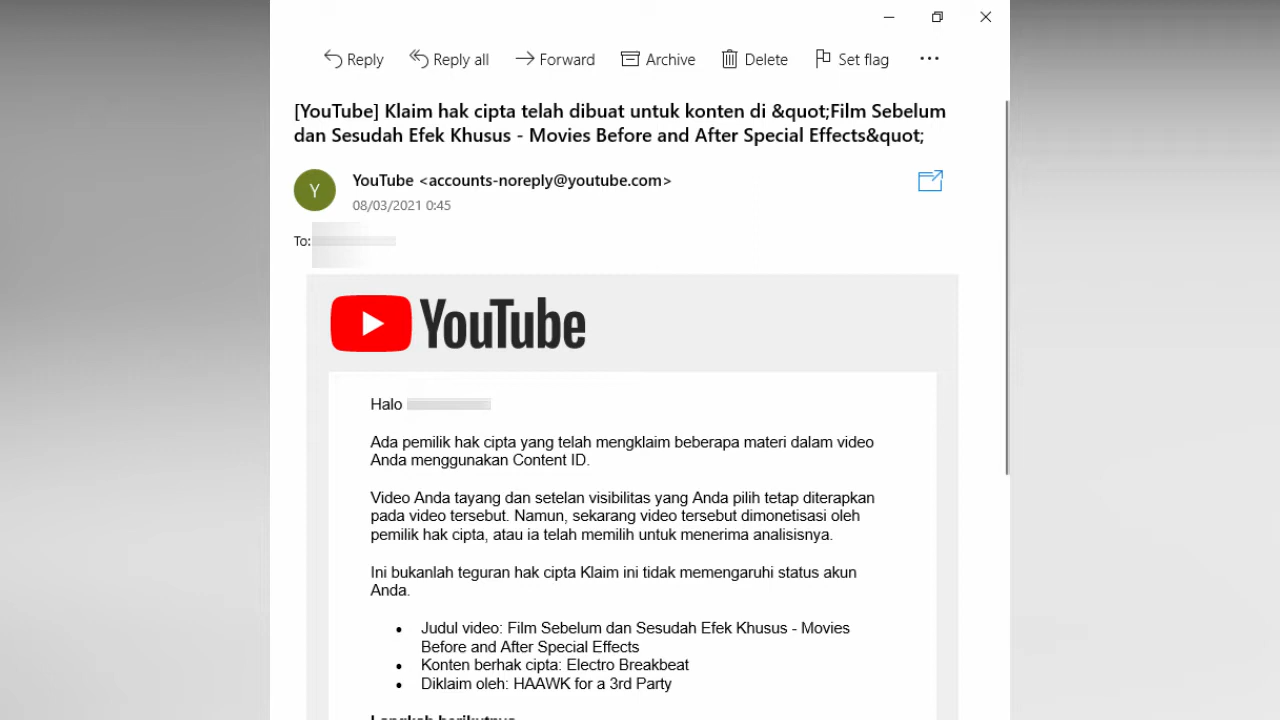 Reply Reply all Forward Archive Delete Set flag
[YouTube] Klaim hak cipta telah dibuat untuk konten di &quot;Film Sebelum
dan Sesudah Efek Khusus - Movies Before and After Special Effects&quot;
Y
YouTube <accounts-noreply@youtube.com>
08/03/2021 0:45
To:
YouTube
Halo
Ada pemilik hak cipta yang telah mengklaim beberapa materi dalam video
Anda menggunakan Content ID.
Video Anda tayang dan setelan visibilitas yang Anda pilih tetap diterapkan
pada video tersebut. Namun, sekarang video tersebut dimonetisasi oleh
pemilik hak cipta, atau ia telah memilih untuk menerima analisisnya.
Ini bukanlah teguran hak cipta Klaim ini tidak memengaruhi status akun
Anda.
• Judul video: Film Sebelum dan Sesudah Efek Khusus - Movies
Before and After Special Effects
• Konten berhak cipta: Electro Breakbeat
• Diklaim oleh: HAAWK for a 3rd Party
Langkah berikutnya